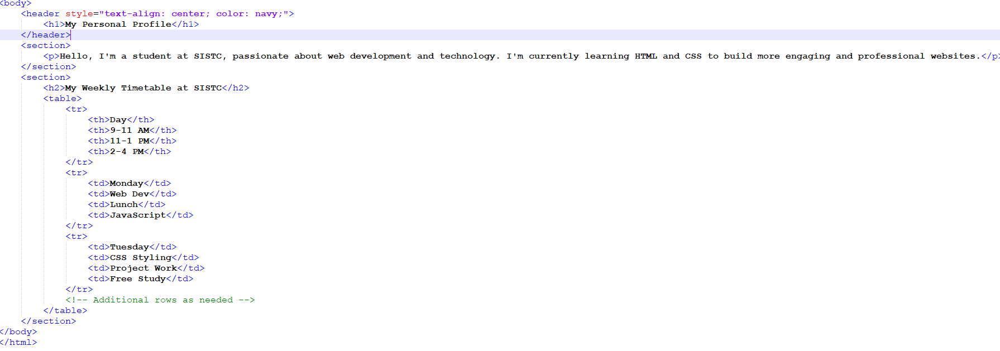 <body>
    <header style="text-align: center; color: navy;">
        <h1>My Personal Profile</h1>
    </header>
    <section>
        <p>Hello, I'm a student at SISTC, passionate about web development and technology. I'm currently learning HTML and CSS to build more engaging and professional websites.</p>
    </section>
    <section>
        <h2>My Weekly Timetable at SISTC</h2>
        <table>
            <tr>
                <th>Day</th>
                <th>9-11 AM</th>
                <th>11-1 PM</th>
                <th>2-4 PM</th>
            </tr>
            <tr>
                <td>Monday</td>
                <td>Web Dev</td>
                <td>Lunch</td>
                <td>JavaScript</td>
            </tr>
            <tr>
                <td>Tuesday</td>
                <td>CSS Styling</td>
                <td>Project Work</td>
                <td>Free Study</td>
            </tr>
            <!-- Additional rows as needed -->
        </table>
    </section>
</body>
</html>